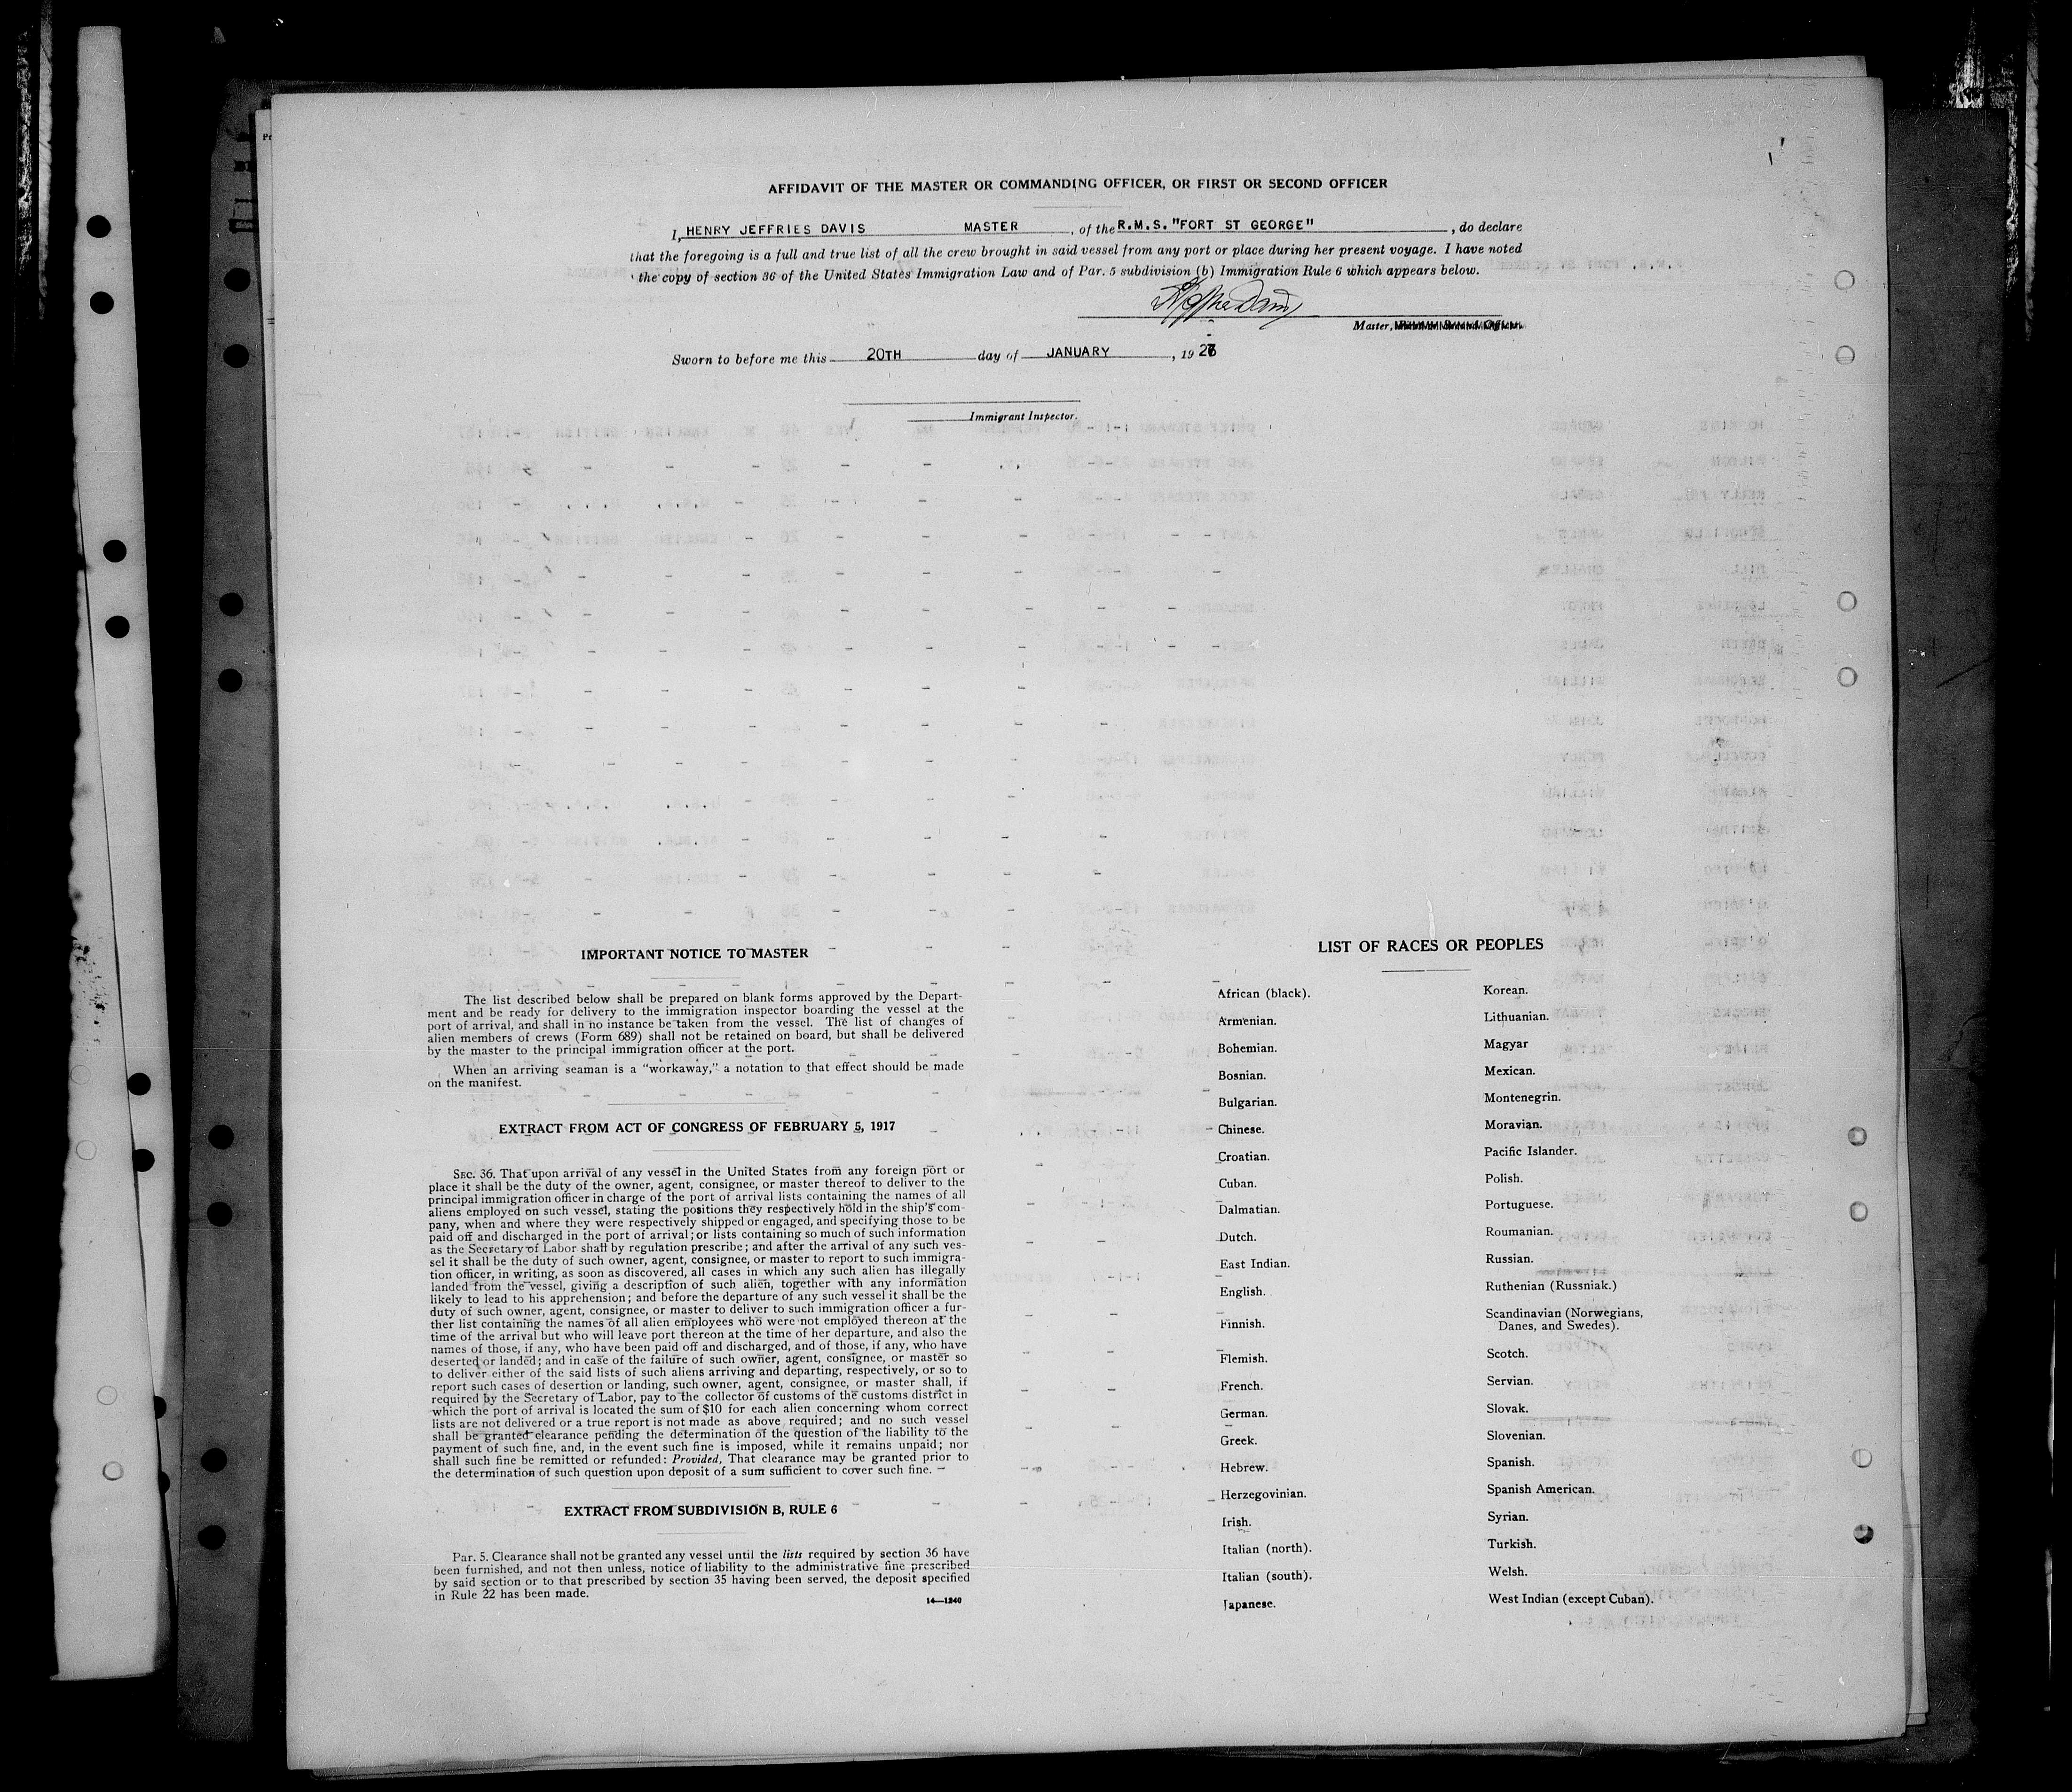 AFFIDAVIT OF THE MASTER OR COMMANDING OFFICER, OR FIRST OR SECOND OFFICER
I, HENRY JEFFRIES DAVIS MASTER, of the R.M.S. "FORT ST GEORGE", do declare
that the foregoing is a full and true list of all the crew brought in said vessel from any port or place during her present voyage. I have noted
the copy of section 36 of the United States Immigration Law and of Par. 5 subdivision (b) Immigration Rule 6 which appears below.
Master,
Sworn to before me this 20TH day of JANUARY, 19
Immigrant Inspector.
IMPORTANT NOTICE TO MASTER
The list described below shall be prepared on blank forms approved by the Depart-
ment and be ready for delivery to the immigration inspector boarding the vessel at the
port of arrival, and shall in no instance be taken from the vessel. The list of changes of
alien members of crews (Form 689) shall not be retained on board, but shall be delivered
by the master to the principal immigration officer at the port.
When an arriving seaman is a "workaway," a notation to that effect should be made
on the manifest.
EXTRACT FROM ACT OF CONGRESS OF FEBRUARY 5, 1917
SEC. 36. That upon arrival of any vessel in the United States from any foreign port or
place it shall be the duty of the owner, agent, consignee, or master thereof to deliver to the
principal immigration officer in charge of the port of arrival lists containing the names of all
aliens employed on such vessel, stating the positions they respectively hold in the ship's com-
pany, when and where they were respectively shipped or engaged, and specifying those to be
paid off and discharged in the port of arrival; or lists containing so much of such information
as the Secretary of Labor shall by regulation prescribe; and after the arrival of any such ves-
sel it shall be the duty of such owner, agent, consignee, or master to report to such immigra-
tion officer, in writing, as soon as discovered, all cases in which any such alien has illegally
landed from the vessel, giving a description of such alien, together with any information
likely to lead to his apprehension; and before the departure of any such vessel it shall be the
duty of such owner, agent, consignee, or master to deliver to such immigration officer a fur-
ther list containing the names of all alien employees who were not employed thereon at the
time of the arrival but who will leave port thereon at the time of her departure, and also the
names of those, if any, who have been paid off and discharged, and of those, if any, who have
deserted or landed; and in case of the failure of such owner, agent, consignee, or master so
to deliver either of the said lists of such aliens arriving and departing, respectively, or so to
report such cases of desertion or landing, such owner, agent, consignee, or master shall, if
required by the Secretary of Labor, pay to the collector of customs of the customs district in
which the port of arrival is located the sum of $10 for each alien concerning whom correct
lists are not delivered or a true report is not made as above required; and no such vessel
shall be granted clearance pending the determination of the question of the liability to the
payment of such fine, and, in the event such fine is imposed, while it remains unpaid; nor
shall such fine be remitted or refunded: Provided, That clearance may be granted prior to
the determination of such question upon deposit of a sum sufficient to cover such fine.
EXTRACT FROM SUBDIVISION B, RULE 6
Par. 5. Clearance shall not be granted any vessel until the lists required by section 36 have
been furnished, and not then unless, notice of liability to the administrative fine prescribed
by said section or to that prescribed by section 35 having been served, the deposit specified
in Rule 22 has been made.
14—1240
LIST OF RACES OR PEOPLES
African (black).
Armenian.
Bohemian.
Bosnian.
Bulgarian.
Chinese.
Croatian.
Cuban.
Dalmatian.
Dutch.
East Indian.
English.
Finnish.
Flemish.
French.
German.
Greek.
Hebrew.
Herzegovinian.
Irish.
Italian (north).
Italian (south).
Japanese.
Korean.
Lithuanian.
Magyar
Mexican.
Montenegrin.
Moravian.
Pacific Islander.
Polish.
Portuguese.
Roumanian.
Russian.
Ruthenian (Russniak.)
Scandinavian (Norwegians,
Danes, and Swedes).
Scotch.
Servian.
Slovak.
Slovenian.
Spanish.
Spanish American.
Syrian.
Turkish.
Welsh.
West Indian (except Cuban).